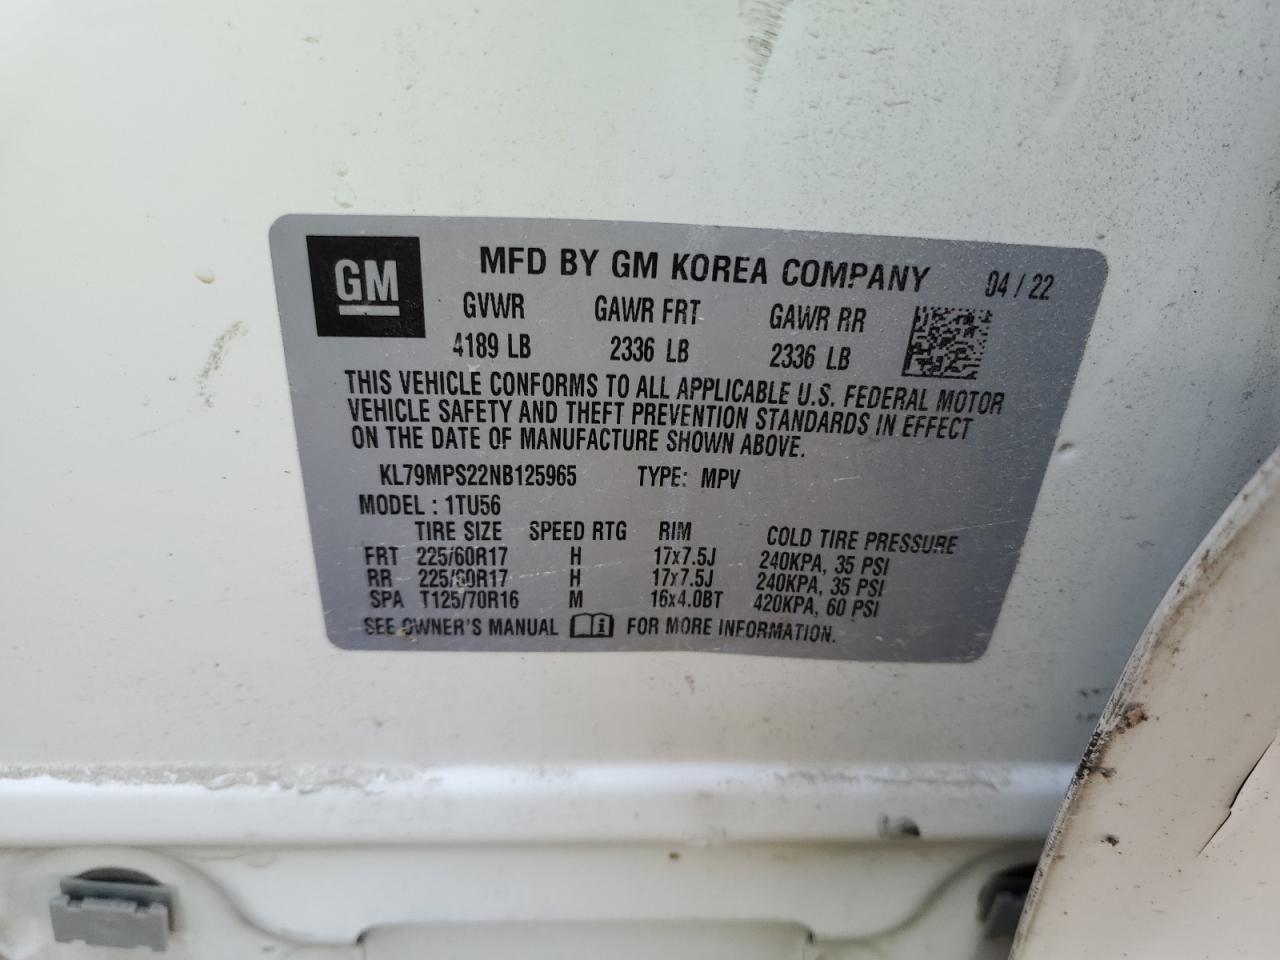 GM
MFD BY GM KOREA COMPANY 04 / 22
GVWR GAWR FRT GAWR RR
4189 LB 2336 LB 2336 LB
THIS VEHICLE CONFORMS TO ALL APPLICABLE U.S. FEDERAL MOTOR
VEHICLE SAFETY AND THEFT PREVENTION STANDARDS IN EFFECT
ON THE DATE OF MANUFACTURE SHOWN ABOVE.
KL79MPS22NB125965 TYPE: MPV
MODEL : 1TU56
TIRE SIZE SPEED RTG RIM COLD TIRE PRESSURE
FRT 225/60R17 H 17x7.5J 240KPA, 35 PSI
RR 225/60R17 H 17x7.5J 240KPA, 35 PSI
SPA T125/70R16 M 16x4.0BT 420KPA, 60 PSI
SEE OWNER'S MANUAL i FOR MORE INFORMATION.